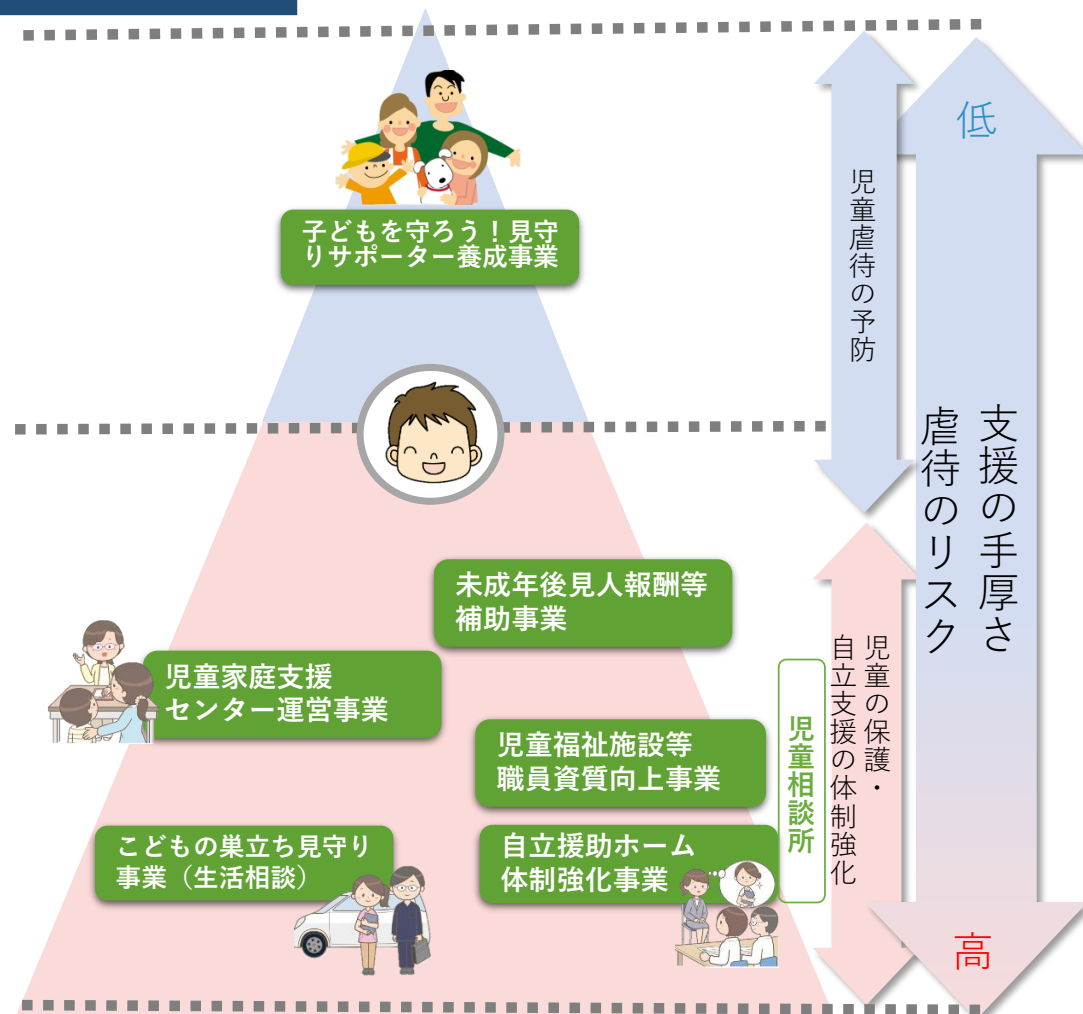 子どもを守ろう!見守
りサポーター養成事業
未成年後見人報酬等
補助事業
児童家庭支援
センター運営事業
児童福祉施設等
職員資質向上事業
こどもの巣立ち見守り
事業(生活相談)
自立援助ホーム
体制強化事業
児童相談所
児童虐待の予防
児童の保護・
自立支援の体制強化
低
支援の手厚さ
虐待のリスク
高